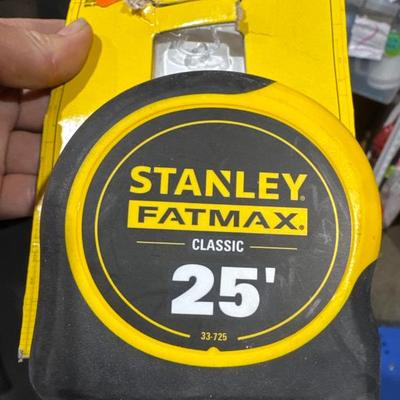 STANLEY.
FATMAX.
CLASSIC
25'
33-725